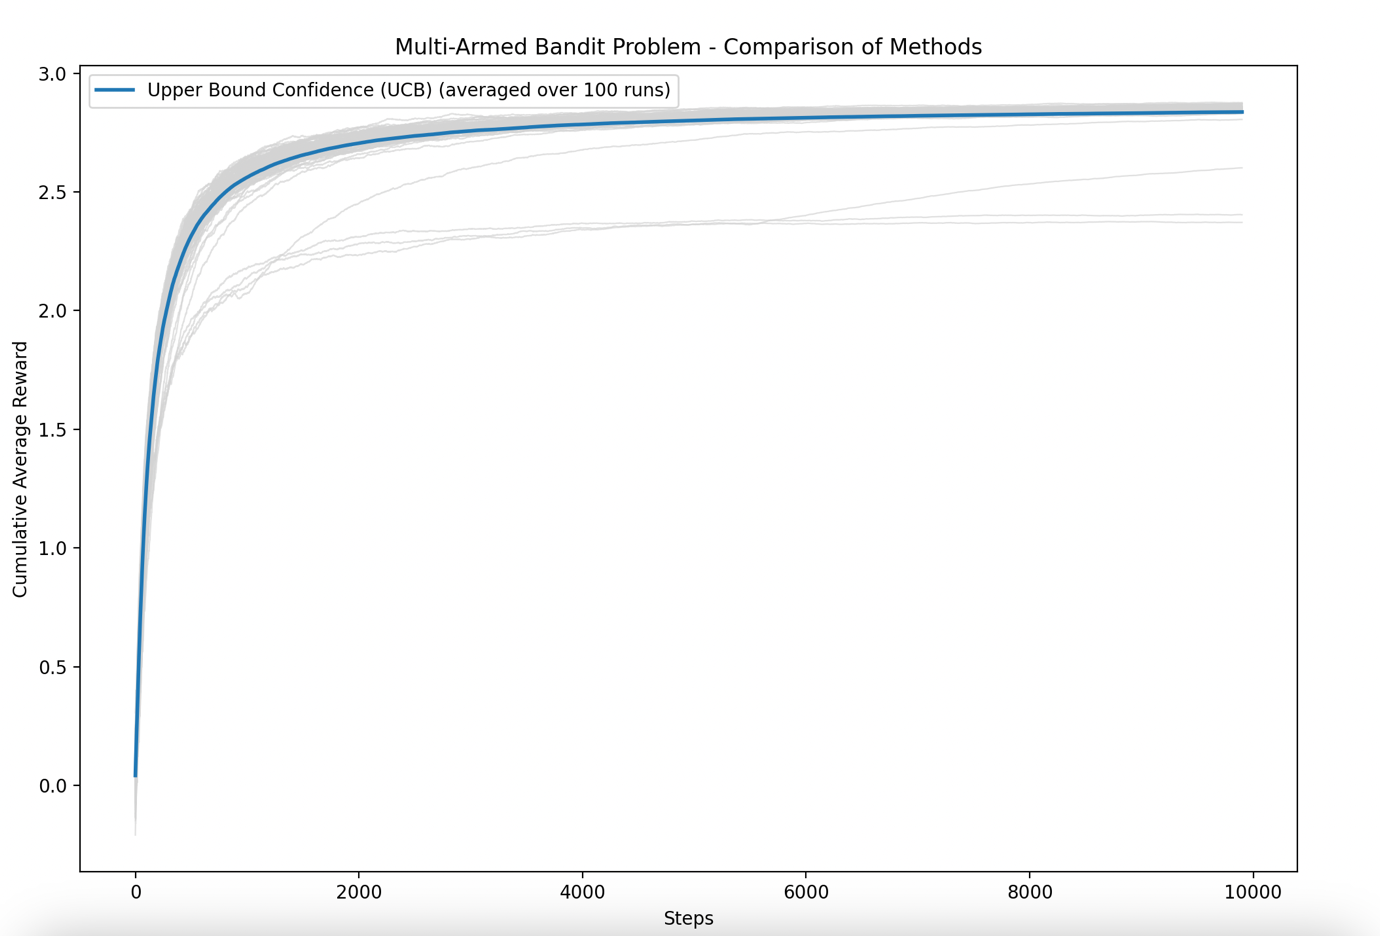 Multi-Armed Bandit Problem - Comparison of Methods
Upper Bound Confidence (UCB) (averaged over 100 runs)
3.0
2.5
2.0
1.5
1.0
0.5
0.0
Cumulative Average Reward
0 2000 4000 6000 8000 10000
Steps